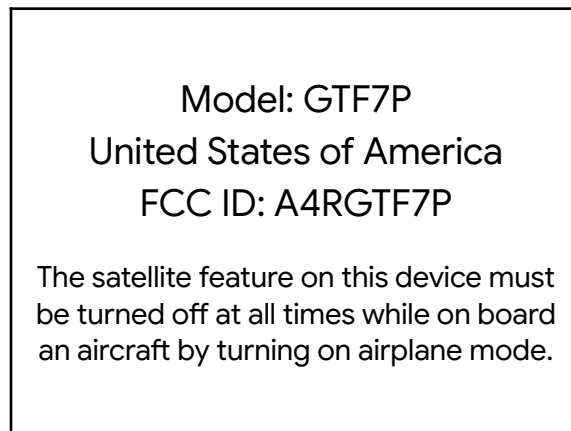 Model: GTF7P
United States of America
FCC ID: A4RGTF7P
The satellite feature on this device must
be turned off at all times while on board
an aircraft by turning on airplane mode.